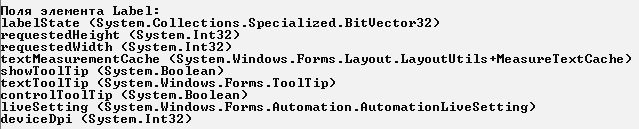 Поля элемента Label:
labelState (System.Collections.Specialized.BitVector32)
requestedHeight (System.Int32)
requestedWidth (System.Int32)
textMeasurementCache (System.Windows.Forms.Layout.LayoutUtils+MeasureTextCache)
showToolTip (System.Boolean)
textToolTip (System.Windows.Forms.ToolTip)
controlToolTip (System.Boolean)
liveSetting (System.Windows.Forms.Automation.AutomationLiveSetting)
deviceDpi (System.Int32)